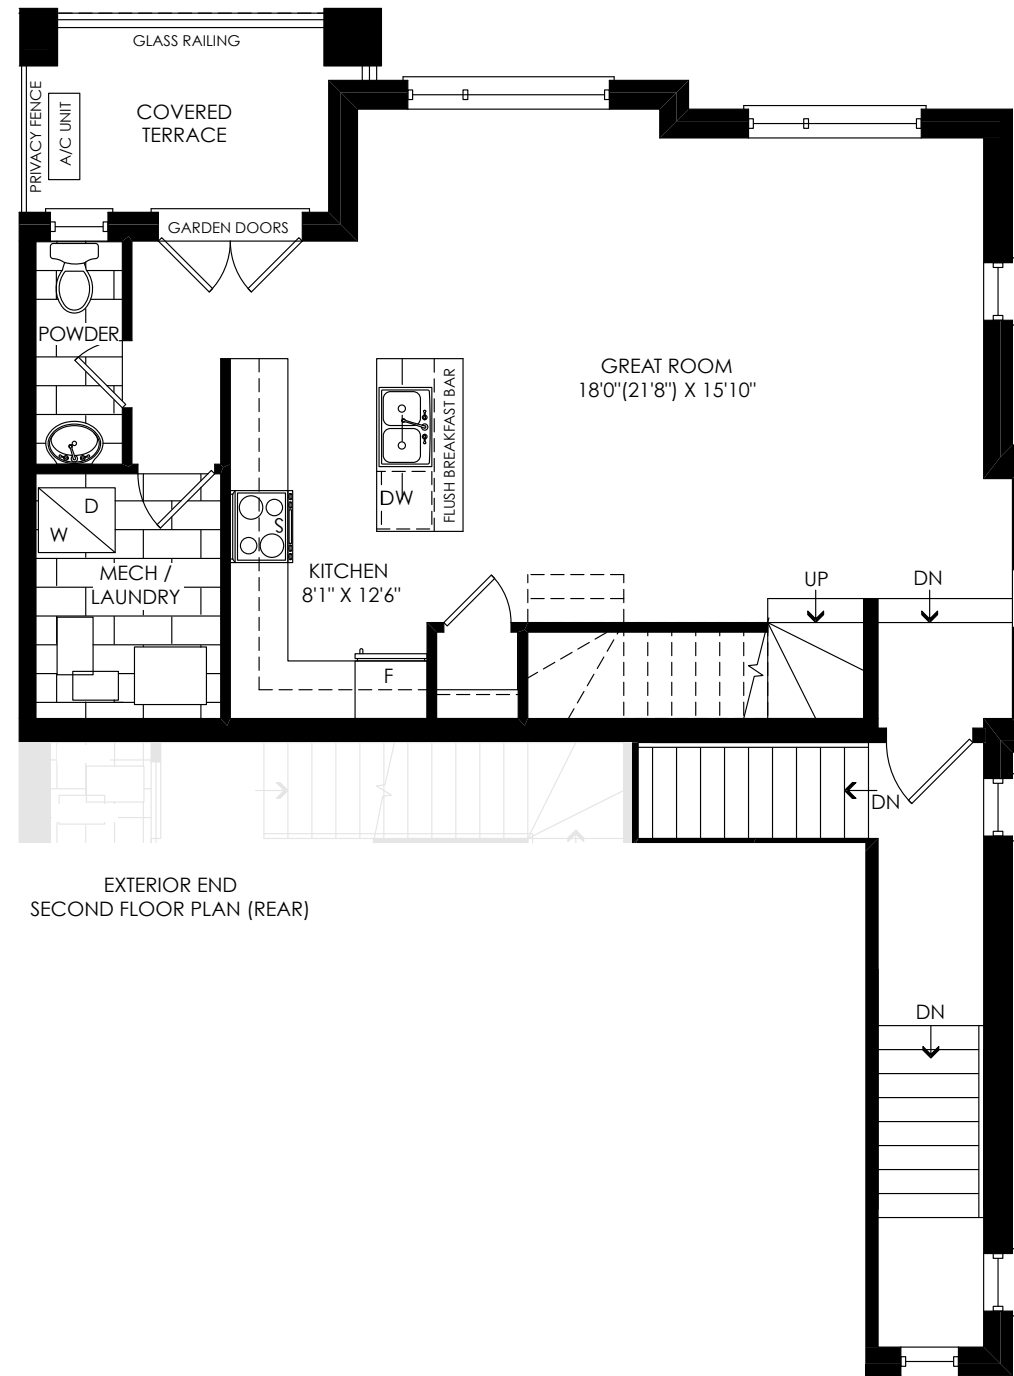 GLASS RAILING
PRIVACY FENCE
A/C UNIT
COVERED
TERRACE
GARDEN DOORS
POWDER
GREAT ROOM
18'0"(21'8") X 15'10"
FLUSH BREAKFAST BAR
DW
D
W
S
MECH /
LAUNDRY
KITCHEN
8'1" X 12'6"
UP
DN
F
DN
EXTERIOR END
SECOND FLOOR PLAN (REAR)
DN